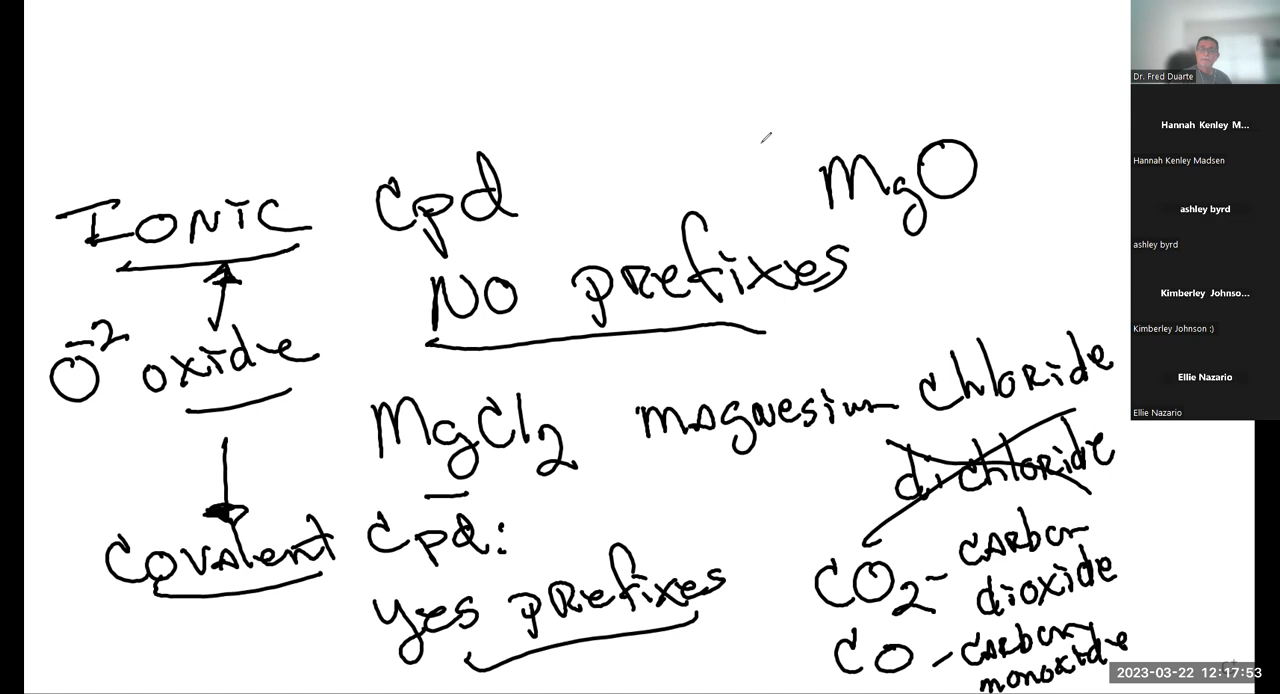 IONIC Cpd
MgO
No prefixes
O⁻² oxide
MgCl₂ magnesium chloride
dichloride
Covalent Cpd:
Yes prefixes
CO₂ - carbon
dioxide
CO - carbon
monoxide
Dr. Fred Duarte
Hannah Kenley M...
Hannah Kenley Madsen
ashley byrd
ashley byrd
Kimberley Johnso...
Kimberley Johnson :)
Ellie Nazario
Ellie Nazario
2023-03-22 12:17:53